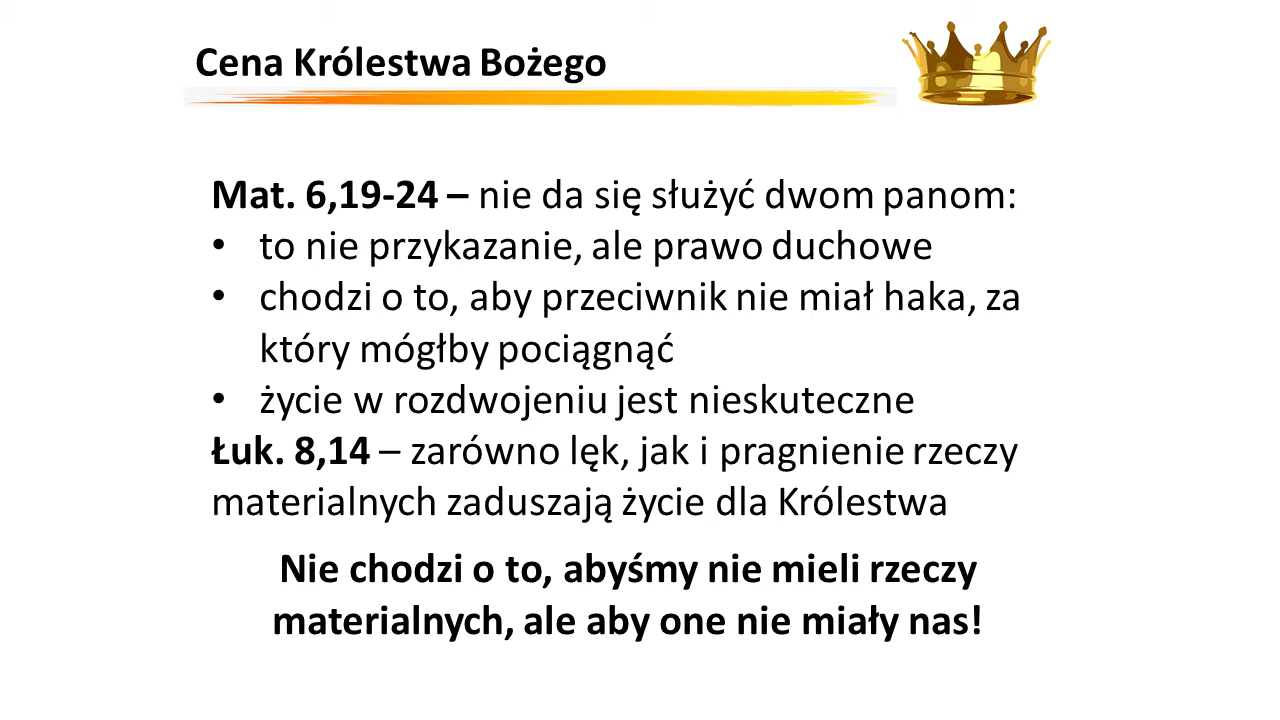 Cena Królestwa Bożego
Mat. 6,19-24 – nie da się służyć dwom panom:
• to nie przykazanie, ale prawo duchowe
• chodzi o to, aby przeciwnik nie miał haka, za
który mógłby pociągnąć
• życie w rozdwojeniu jest nieskuteczne
Łuk. 8,14 – zarówno lęk, jak i pragnienie rzeczy
materialnych zaduszają życie dla Królestwa
Nie chodzi o to, abyśmy nie mieli rzeczy
materialnych, ale aby one nie miały nas!